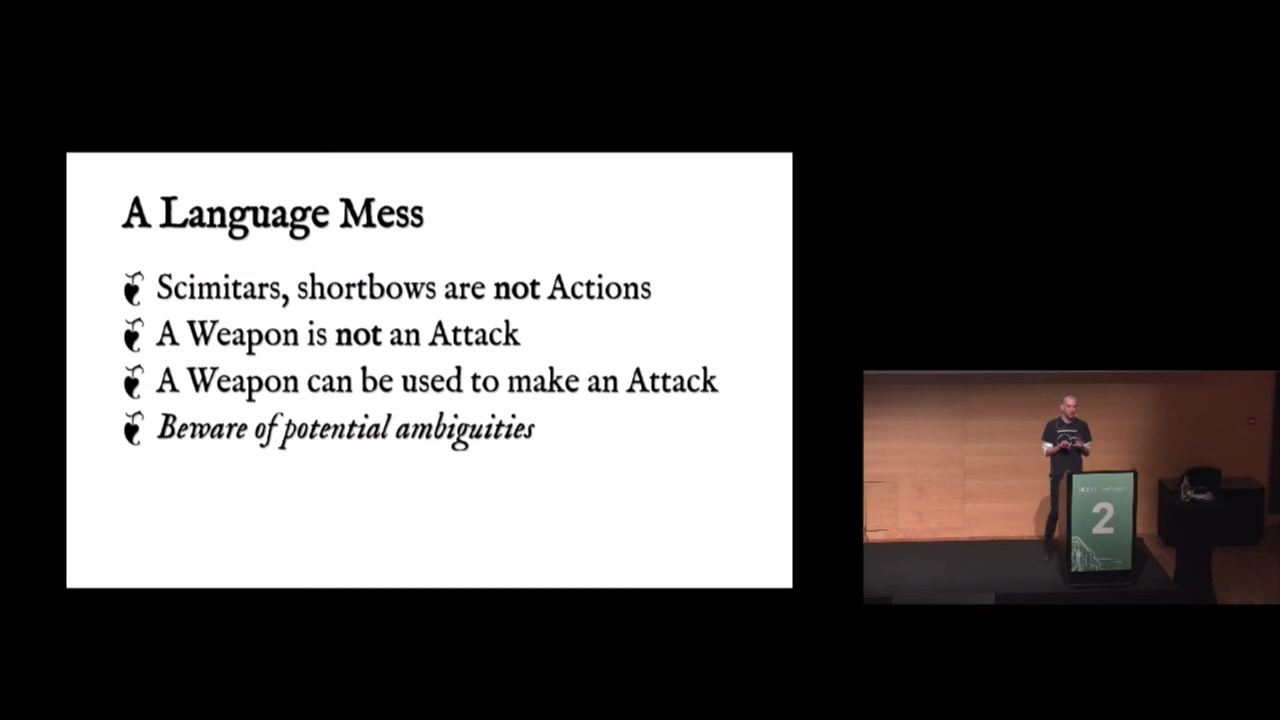 A Language Mess
Scimitars, shortbows are not Actions
A Weapon is not an Attack
A Weapon can be used to make an Attack
Beware of potential ambiguities
2